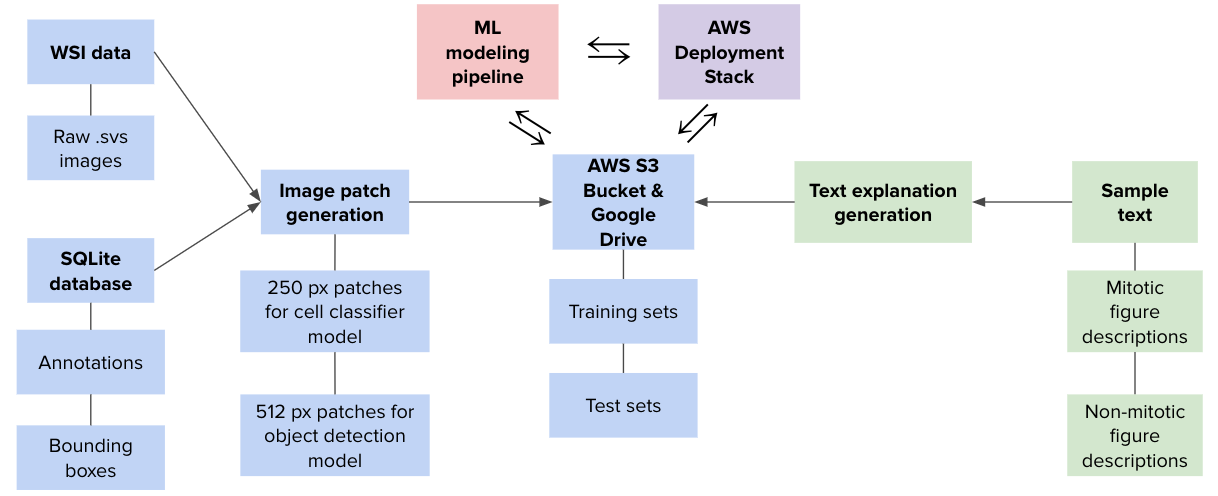 WSI data
Raw .svs
images
SQLite
database
Annotations
Bounding
boxes
Image patch
generation
250 px patches
for cell classifier
model
512 px patches for
object detection
model
ML
modeling
pipeline
AWS
Deployment
Stack
AWS S3
Bucket &
Google
Drive
Training sets
Test sets
Text explanation
generation
Sample
text
Mitotic
figure
descriptions
Non-mitotic
figure
descriptions